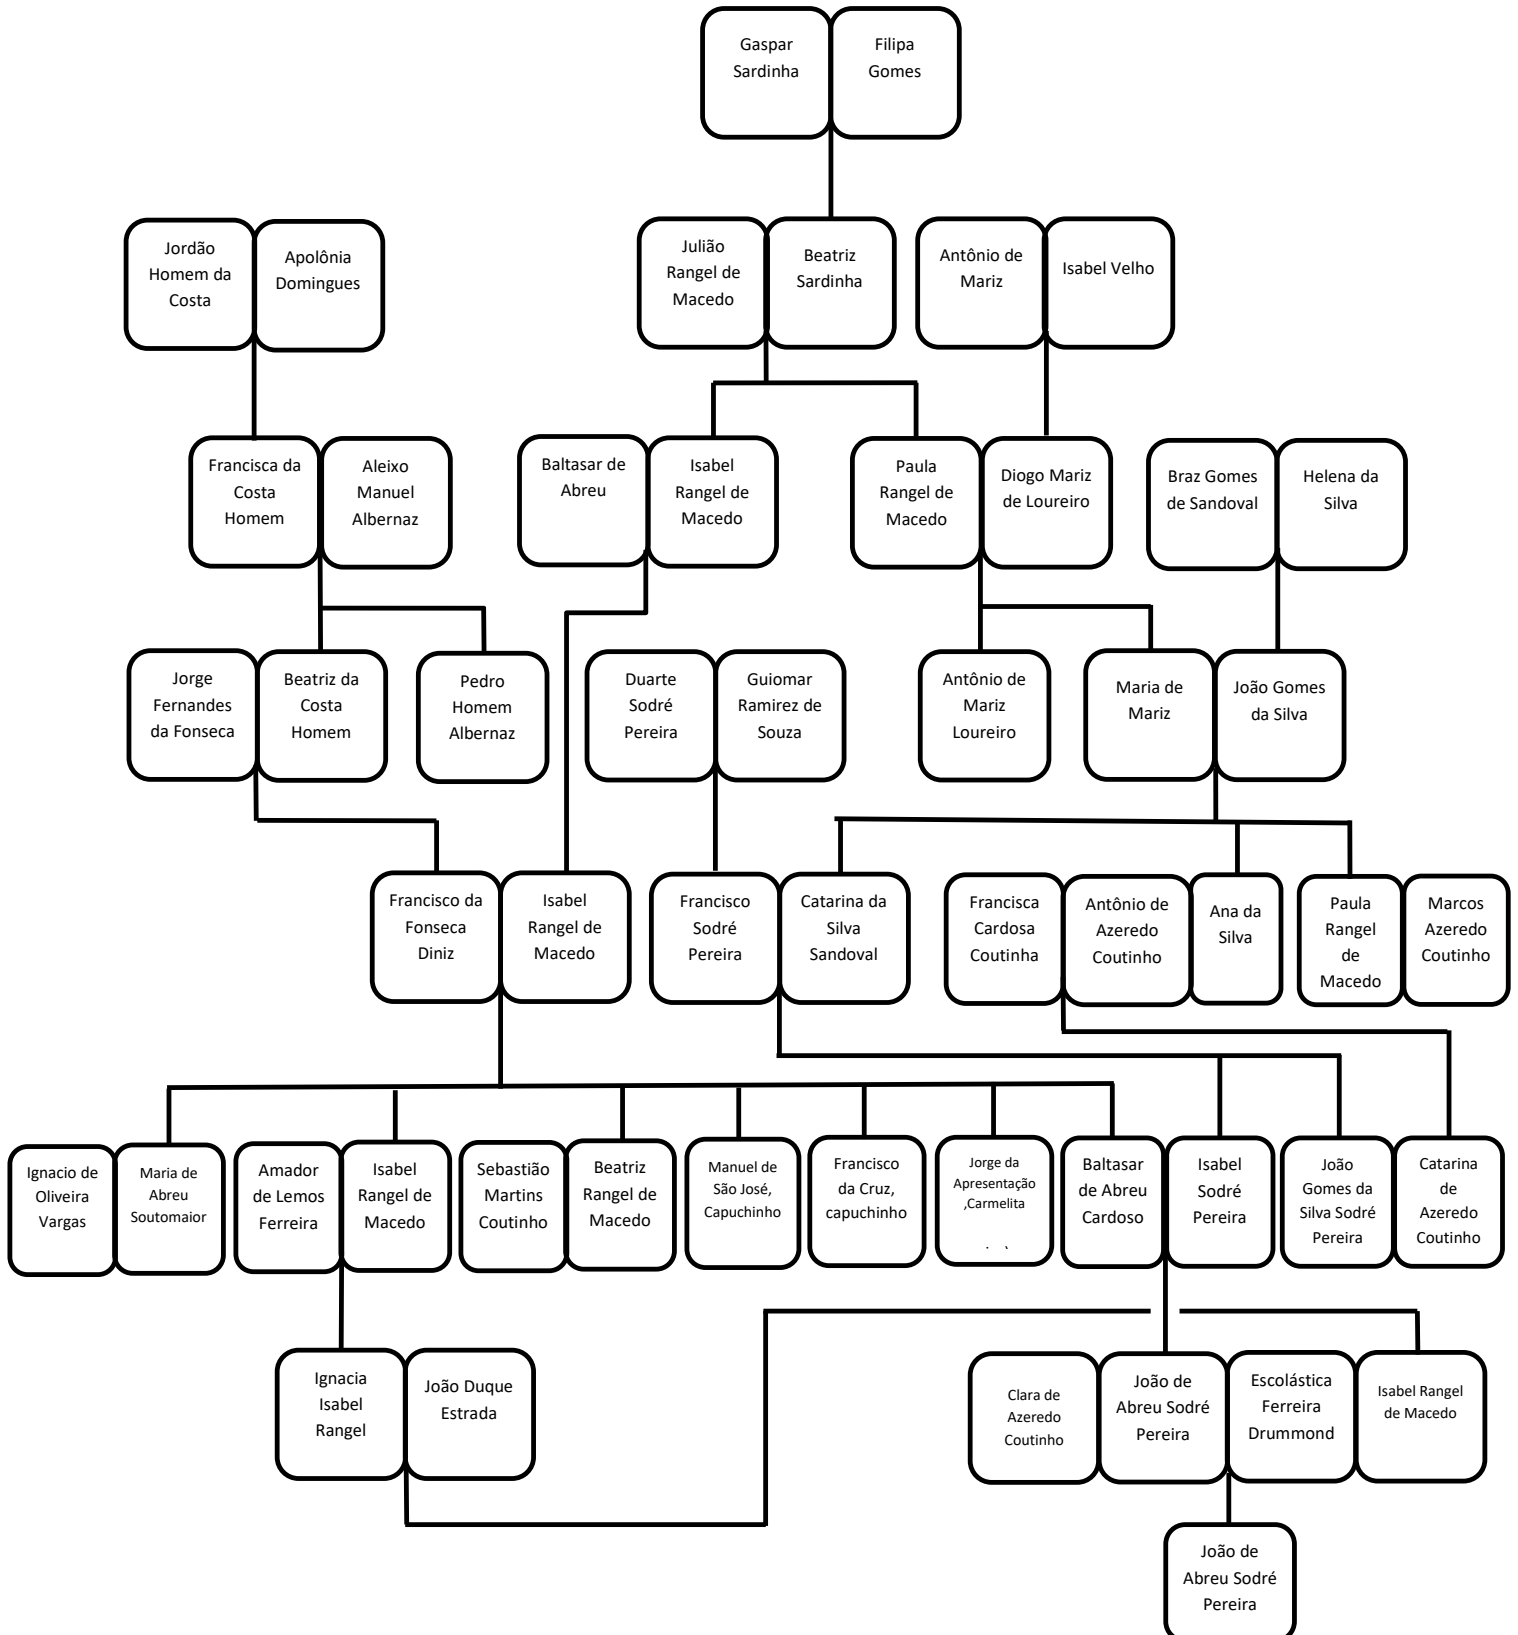 Gaspar
Sardinha
Filipa
Gomes
Jordão
Homem da
Costa
Apolônia
Domingues
Julião
Rangel de
Macedo
Beatriz
Sardinha
Antônio de
Mariz
Isabel Velho
Francisca da
Costa
Homem
Aleixo
Manuel
Albernaz
Baltasar de
Abreu
Isabel
Rangel de
Macedo
Paula
Rangel de
Macedo
Diogo Mariz
de Loureiro
Braz Gomes
de Sandoval
Helena da
Silva
Jorge
Fernandes
da Fonseca
Beatriz da
Costa
Homem
Pedro
Homem
Albernaz
Duarte
Sodré
Pereira
Guiomar
Ramirez de
Souza
Antônio de
Mariz
Loureiro
Maria de
Mariz
João Gomes
da Silva
Francisco da
Fonseca
Diniz
Isabel
Rangel de
Macedo
Francisco
Sodré
Pereira
Catarina da
Silva
Sandoval
Francisca
Cardosa
Coutinha
Antônio de
Azeredo
Coutinho
Ana da
Silva
Paula
Rangel
de
Macedo
Marcos
Azeredo
Coutinho
Ignacio de
Oliveira
Vargas
Maria de
Abreu
Soutomaior
Amador
de Lemos
Ferreira
Isabel
Rangel de
Macedo
Sebastião
Martins
Coutinho
Beatriz
Rangel de
Macedo
Manuel de
São José,
Capuchinho
Francisco
da Cruz,
capuchinho
Jorge da
Apresentação
,Carmelita
Baltasar
de Abreu
Cardoso
Isabel
Sodré
Pereira
João
Gomes da
Silva Sodré
Pereira
Catarina
de
Azeredo
Coutinho
Ignacia
Isabel
Rangel
João Duque
Estrada
Clara de
Azeredo
Coutinho
João de
Abreu Sodré
Pereira
Escolástica
Ferreira
Drummond
Isabel Rangel
de Macedo
João de
Abreu Sodré
Pereira